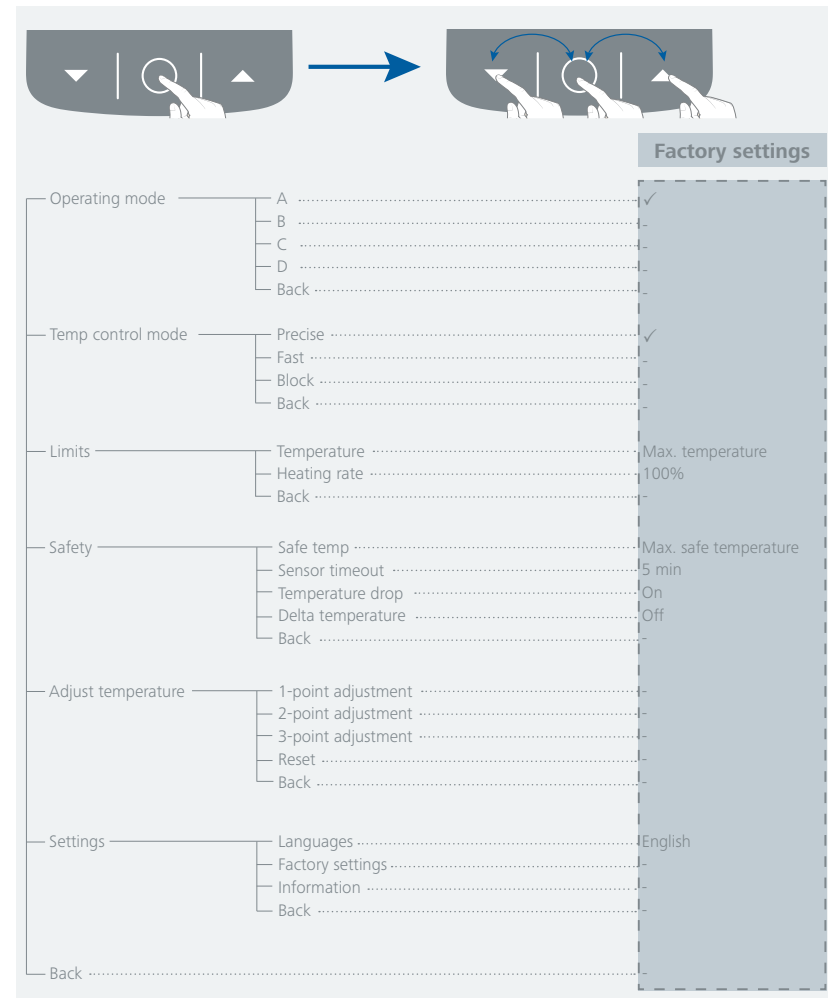 Factory settings
Operating mode A ✓
B -
C -
D -
Back -
Temp control mode Precise ✓
Fast -
Block -
Back -
Limits Temperature Max. temperature
Heating rate 100%
Back -
Safety Safe temp Max. safe temperature
Sensor timeout 5 min
Temperature drop On
Delta temperature Off
Back -
Adjust temperature 1-point adjustment -
2-point adjustment -
3-point adjustment -
Reset -
Back -
Settings Languages English
Factory settings -
Information -
Back -
Back -